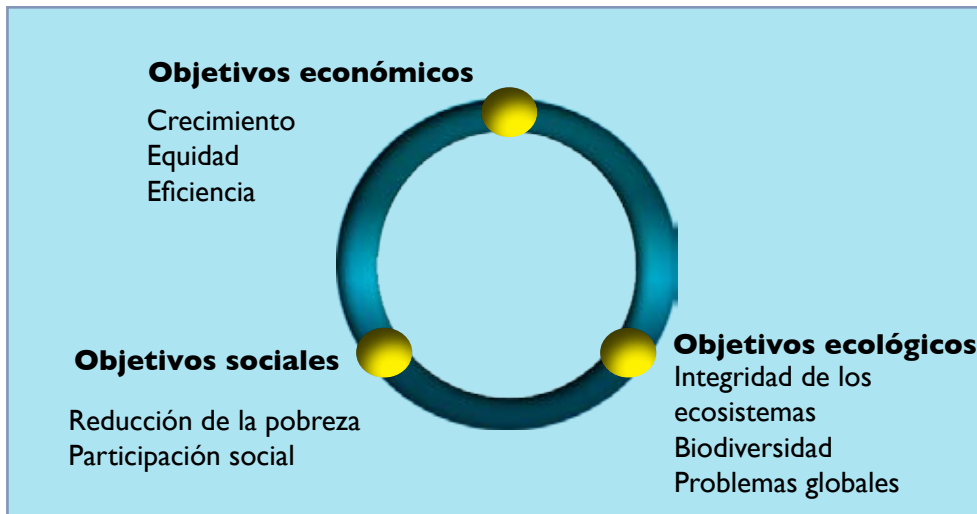 Objetivos económicos
Crecimiento
Equidad
Eficiencia
Objetivos sociales
Reducción de la pobreza
Participación social
Objetivos ecológicos
Integridad de los
ecosistemas
Biodiversidad
Problemas globales